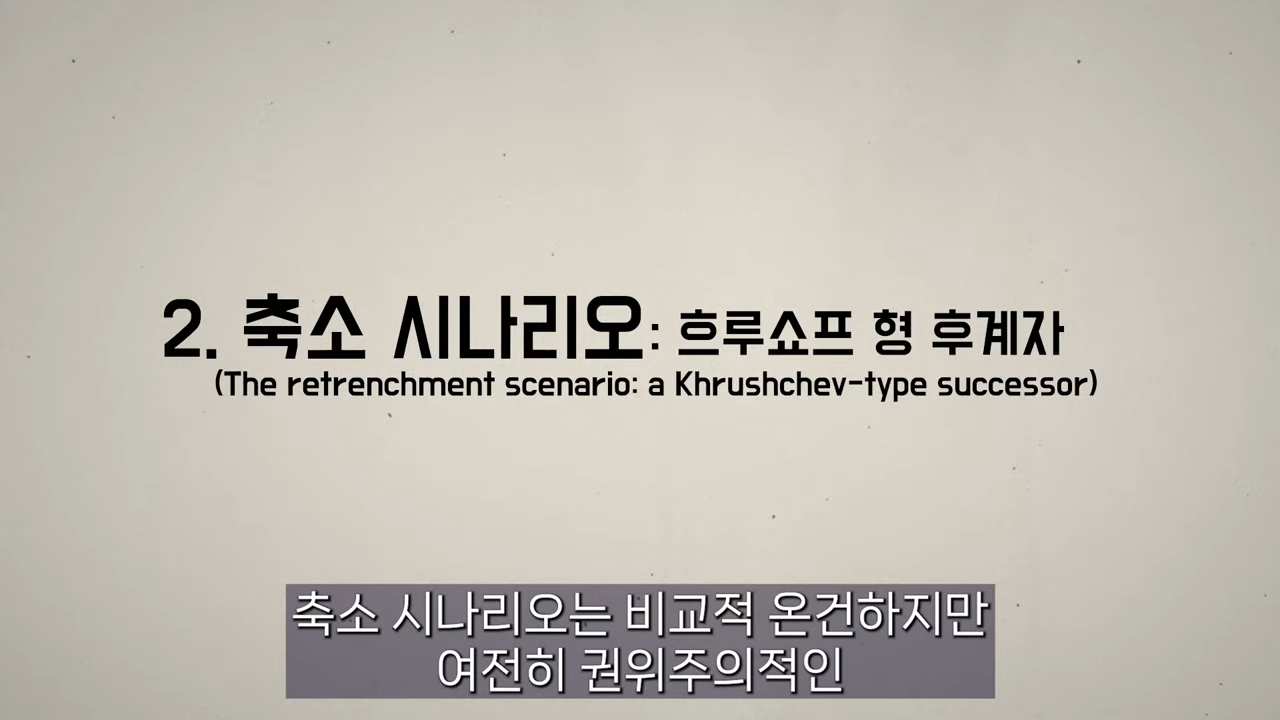 2. 축소 시나리오: 흐루쇼프 형 후계자
(The retrenchment scenario: a Khrushchev-type successor)
축소 시나리오는 비교적 온건하지만
여전히 권위주의적인